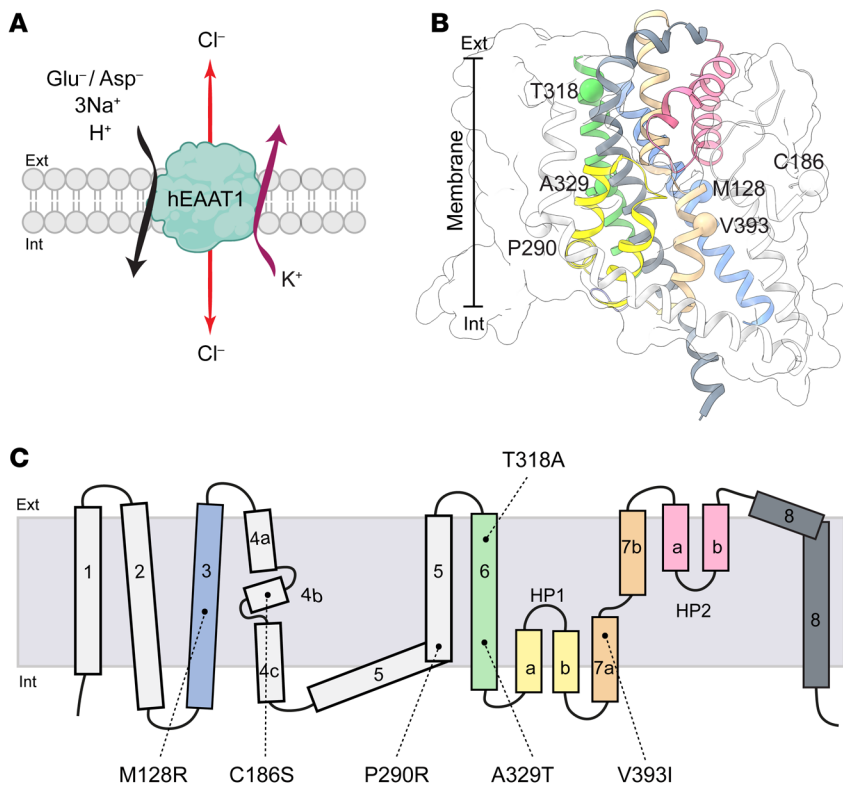 A
Cl⁻
Glu⁻/Asp⁻
3Na⁺
H⁺
Ext
hEAAT1
Int
K⁺
Cl⁻
B
Ext
Membrane
Int
T318
C186
A329
M128
V393
P290
C
T318A
Ext
1
2
3
4a
4b
4c
5
5
6
HP1
a
b
7a
7b
a
b
HP2
8
8
Int
M128R
C186S
P290R
A329T
V393I